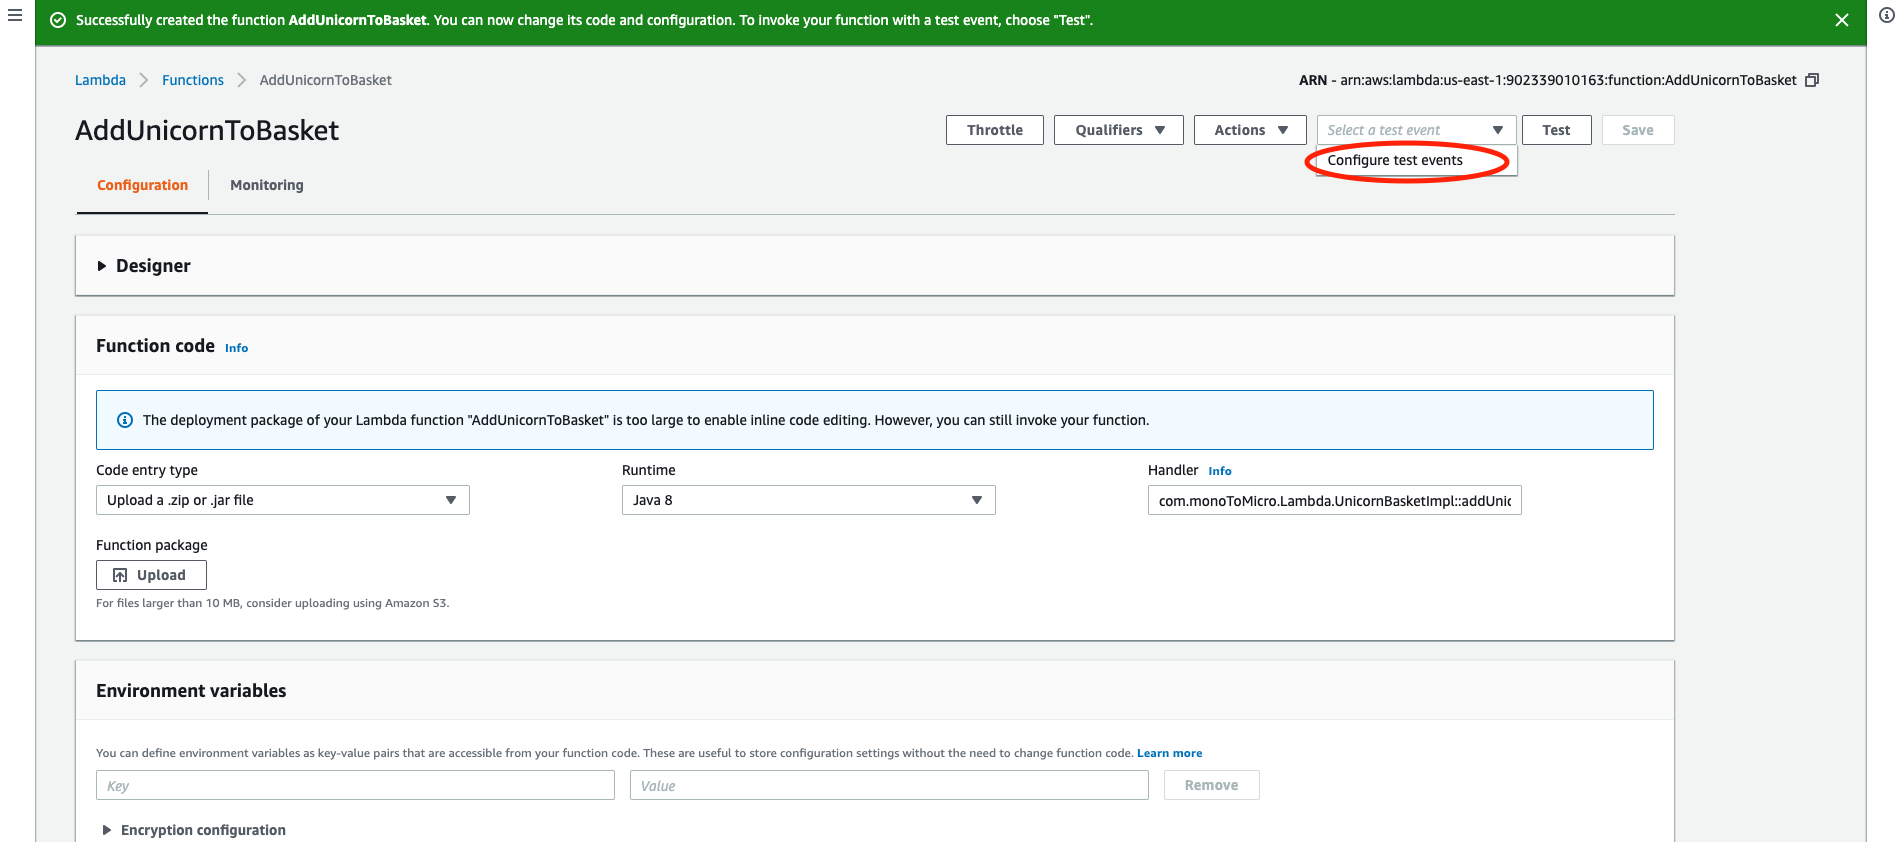 Successfully created the function AddUnicornToBasket. You can now change its code and configuration. To invoke your function with a test event, choose "Test".
Lambda Functions AddUnicornToBasket
ARN - arn:aws:lambda:us-east-1:902339010163:function:AddUnicornToBasket
AddUnicornToBasket
Throttle Qualifiers Actions Select a test event Test Save
Configure test events
Configuration Monitoring
Designer
Function code Info
The deployment package of your Lambda function "AddUnicornToBasket" is too large to enable inline code editing. However, you can still invoke your function.
Code entry type Runtime Handler Info
Upload a .zip or .jar file Java 8 com.monoToMicro.Lambda.UnicornBasketImpl::addUnic
Function package
Upload
For files larger than 10 MB, consider uploading using Amazon S3.
Environment variables
You can define environment variables as key-value pairs that are accessible from your function code. These are useful to store configuration settings without the need to change function code. Learn more
Key Value Remove
Encryption configuration